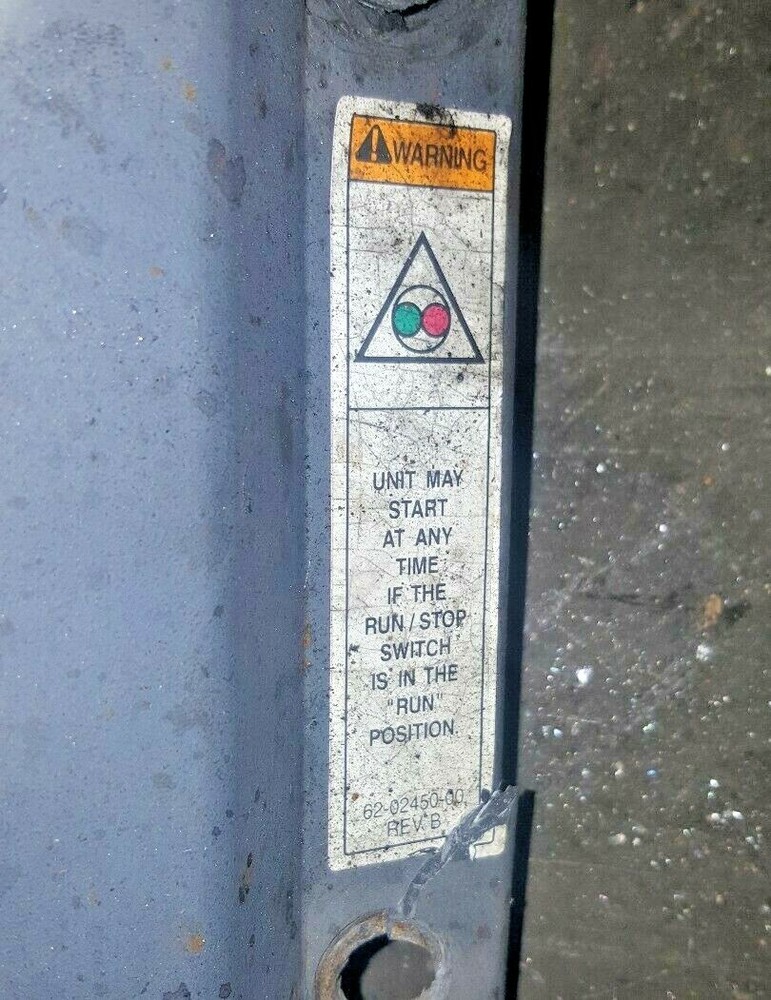 WARNING
UNIT MAY
START
AT ANY
TIME
IF THE
RUN/STOP
SWITCH
IS IN THE
"RUN"
POSITION.
62-02450-00
REV. B